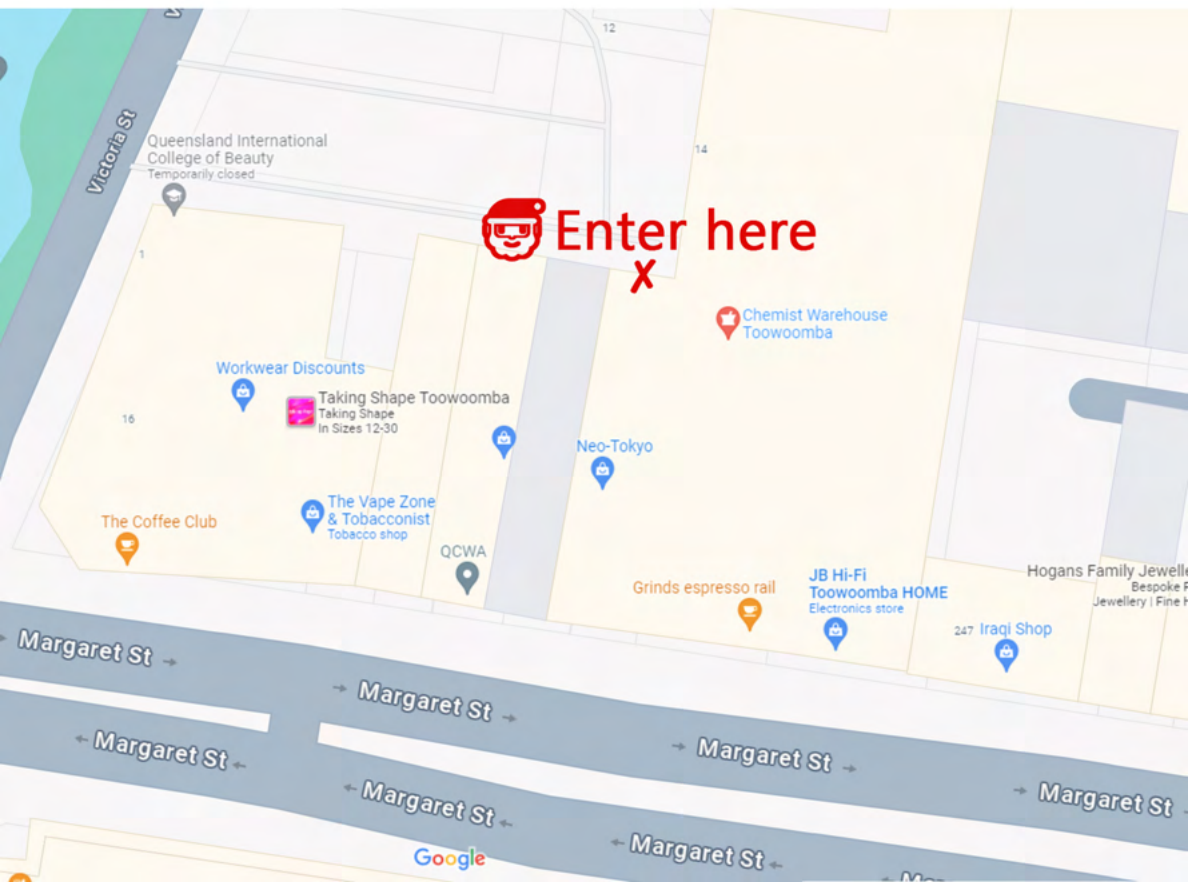 12
Victoria St
Queensland International
College of Beauty
Temporarily closed
14
Enter here
X
1
Chemist Warehouse
Toowoomba
Workwear Discounts
Taking Shape Toowoomba
Taking Shape
In Sizes 12-30
16
Neo-Tokyo
The Vape Zone
& Tobacconist
Tobacco shop
The Coffee Club
QCWA
Grinds espresso rail
JB Hi-Fi
Toowoomba HOME
Electronics store
Hogans Family Jewelle
Bespoke
Jewellery | Fine
247 Iraqi Shop
Margaret St
Margaret St
Margaret St
Margaret St
Margaret St
Margaret St
Margaret St
Google